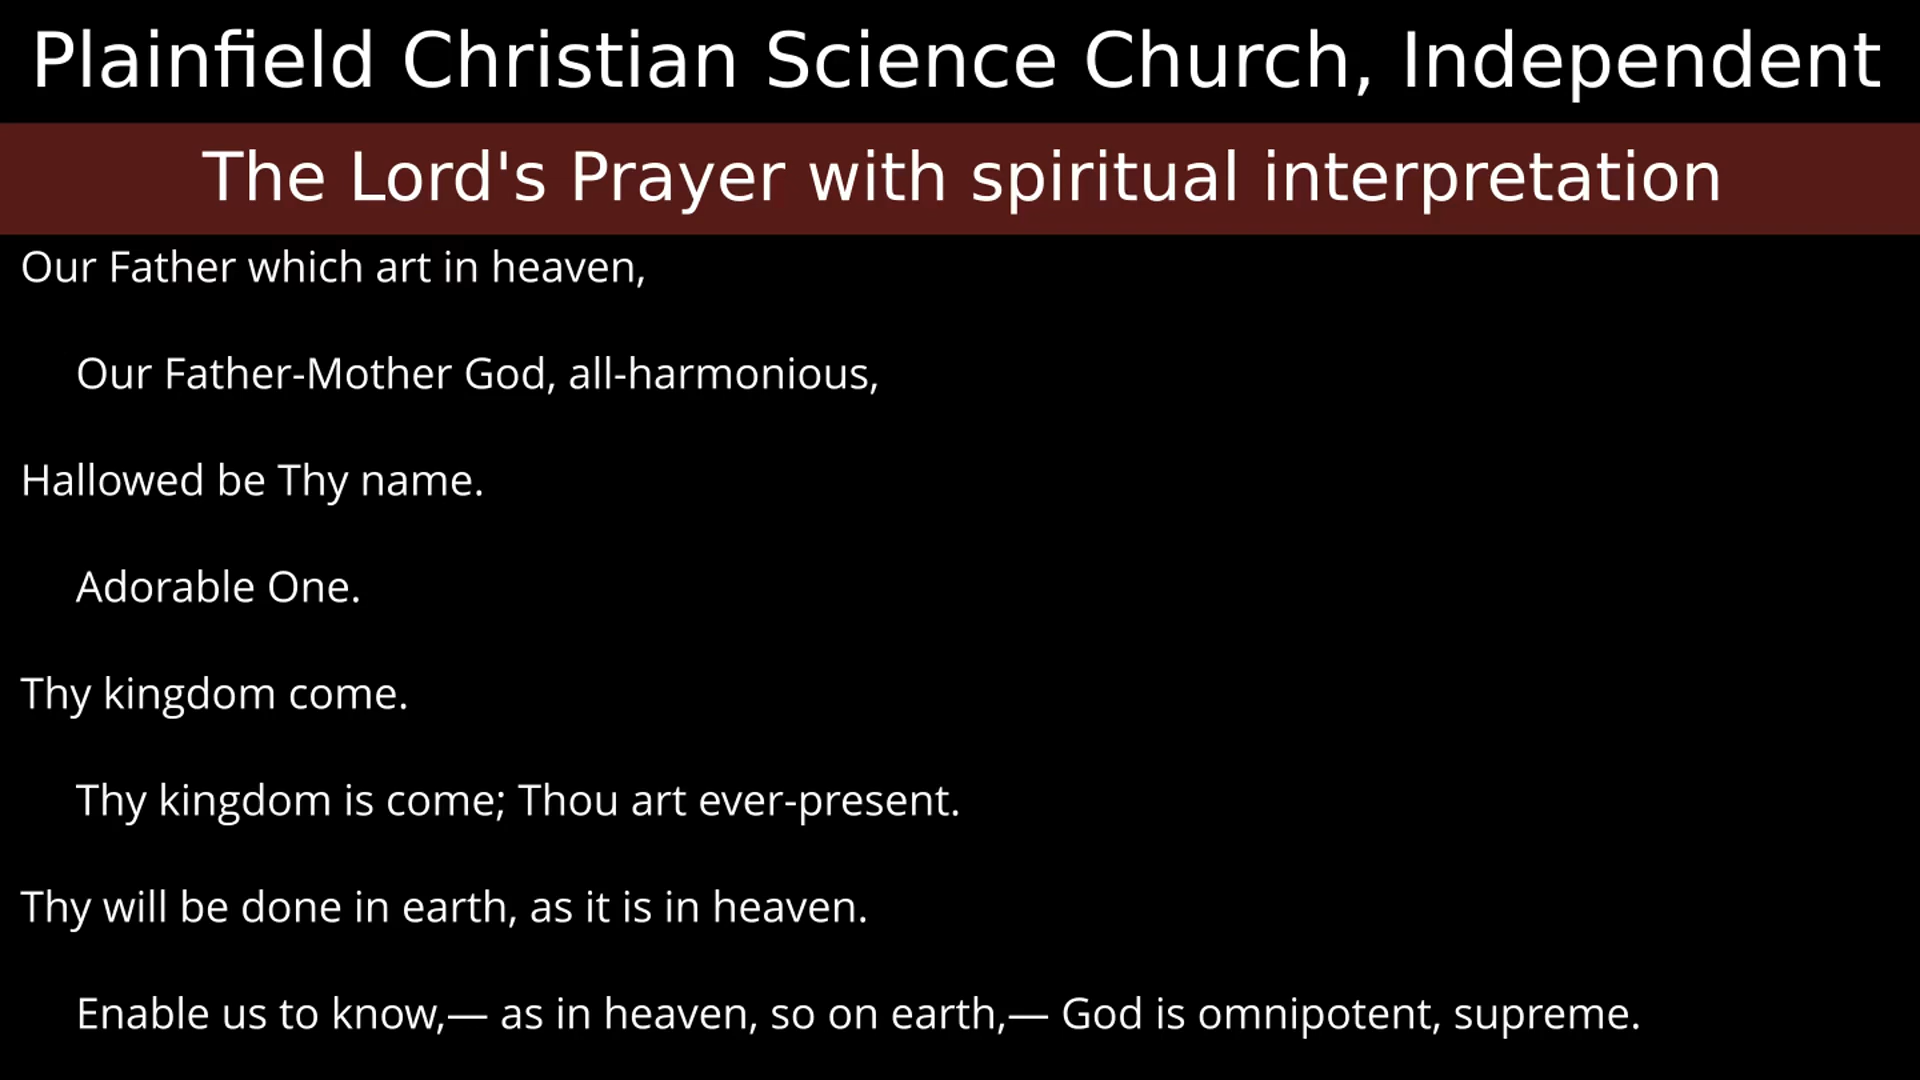 Plainfield Christian Science Church, Independent
The Lord's Prayer with spiritual interpretation
Our Father which art in heaven,
Our Father-Mother God, all-harmonious,
Hallowed be Thy name.
Adorable One.
Thy kingdom come.
Thy kingdom is come; Thou art ever-present.
Thy will be done in earth, as it is in heaven.
Enable us to know,— as in heaven, so on earth,— God is omnipotent, supreme.